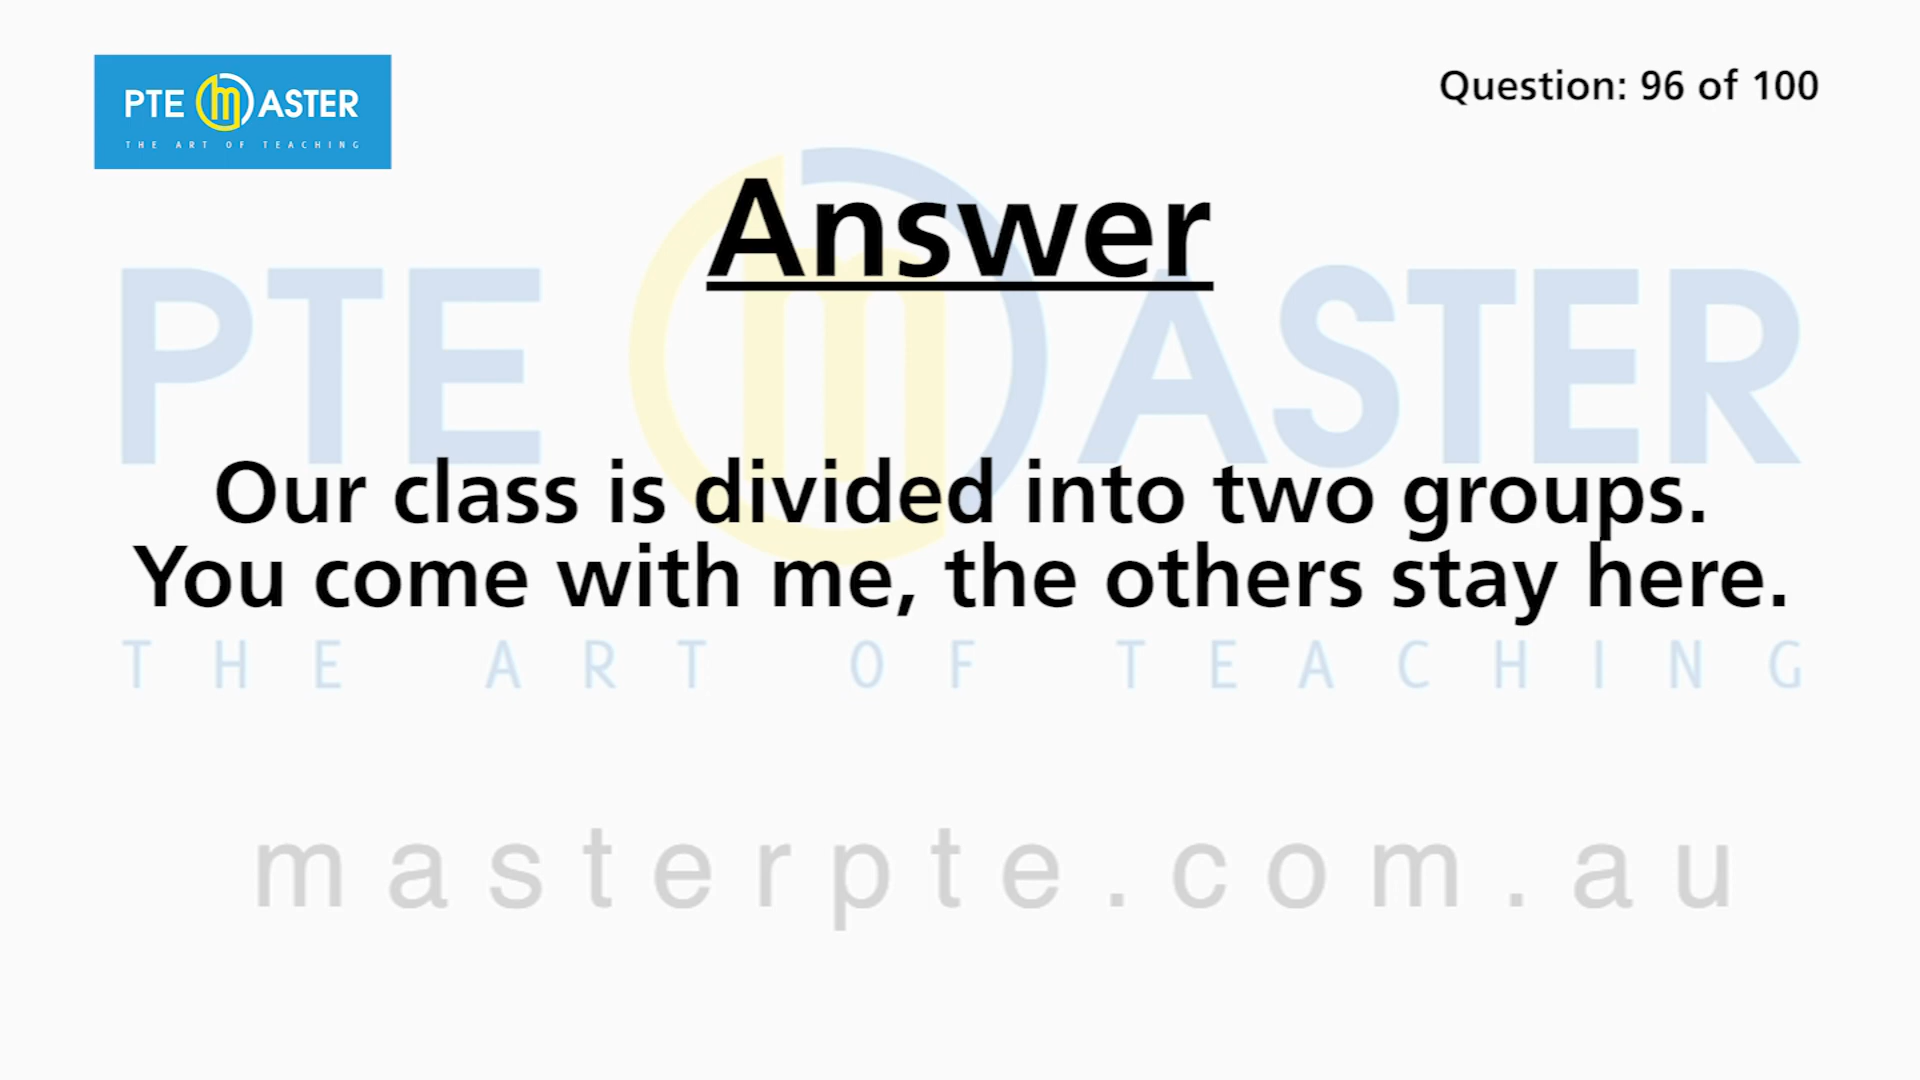 PTE MASTER
THE ART OF TEACHING
Question: 96 of 100
Answer
PTE MASTER
Our class is divided into two groups.
You come with me, the others stay here.
THE ART OF TEACHING
masterpte.com.au